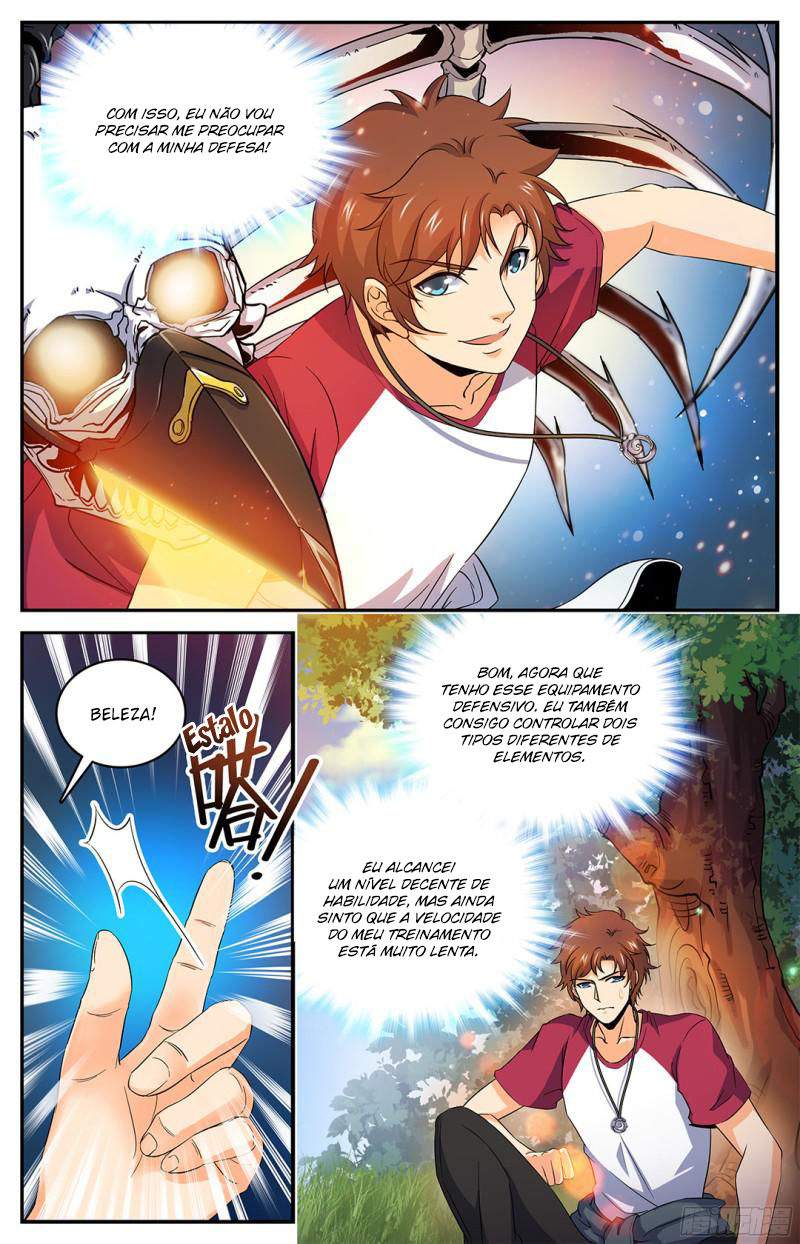 COM ISSO, EU NÃO VOU
PRECISAR ME PREOCUPAR
COM A MINHA DEFESA!
BELEZA!
Estalo
嗒!
BOM, AGORA QUE
TENHO ESSE EQUIPAMENTO
DEFENSIVO. EU TAMBÉM
CONSIGO CONTROLAR DOIS
TIPOS DIFERENTES DE
ELEMENTOS.
EU ALCANCEI
UM NÍVEL DECENTE DE
HABILIDADE, MAS AINDA
SINTO QUE A VELOCIDADE
DO MEU TREINAMENTO
ESTÁ MUITO LENTA.